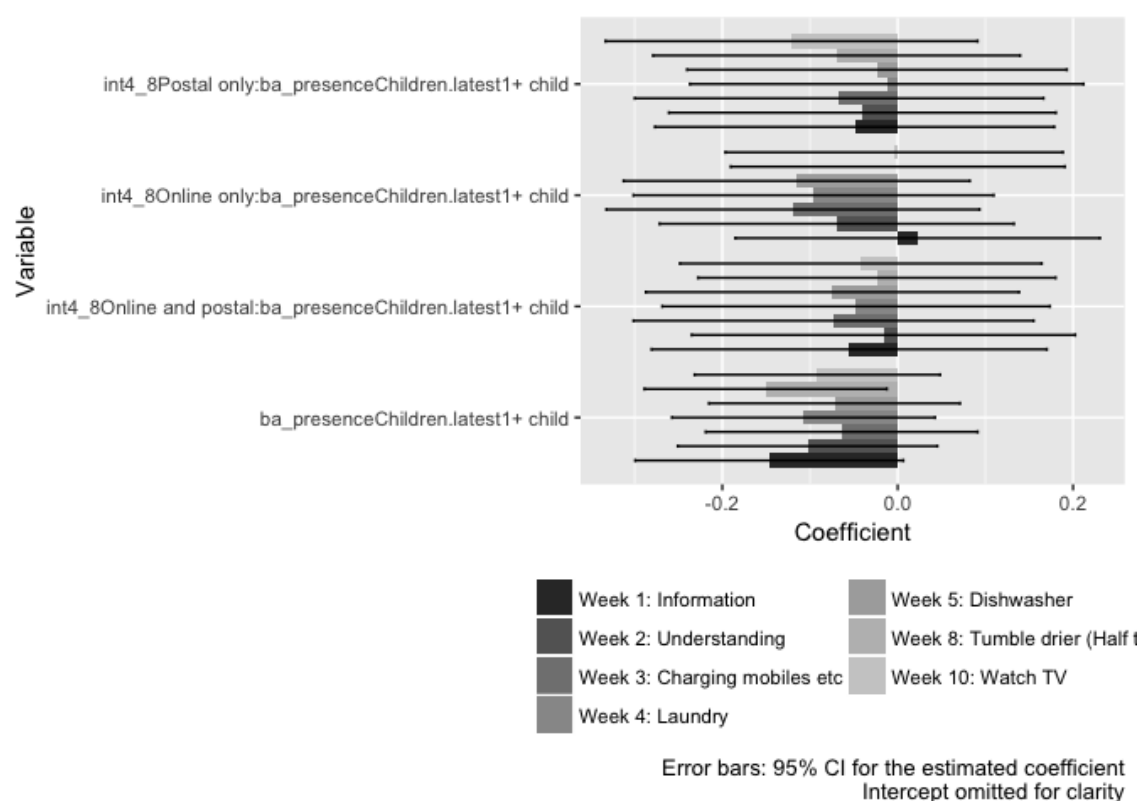 int4_8Postal only:ba_presenceChildren.latest1+ child
int4_8Online only:ba_presenceChildren.latest1+ child
int4_8Online and postal:ba_presenceChildren.latest1+ child
ba_presenceChildren.latest1+ child
Variable
-0.2 0.0 0.2
Coefficient
Week 1: Information Week 5: Dishwasher
Week 2: Understanding Week 8: Tumble drier (Half t
Week 3: Charging mobiles etc Week 10: Watch TV
Week 4: Laundry
Error bars: 95% CI for the estimated coefficient
Intercept omitted for clarity